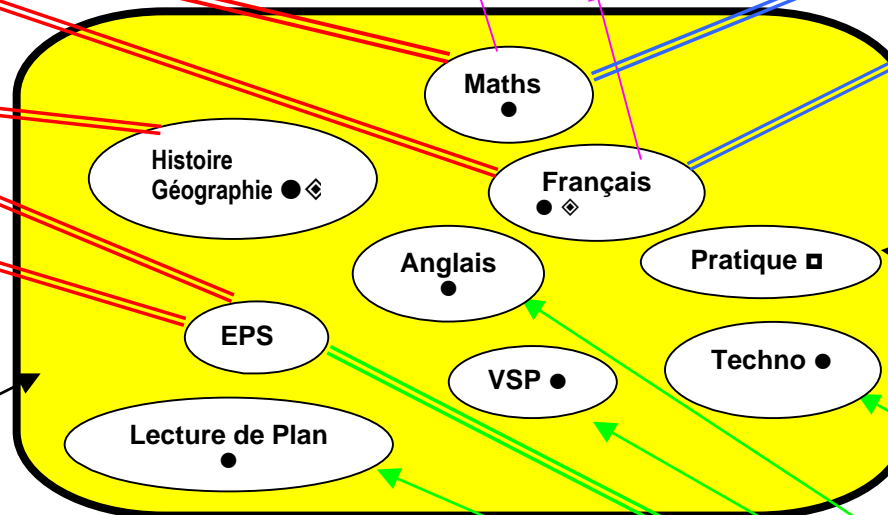 Maths
●
Histoire
Géographie ● ◈
Français
● ◈
Anglais
●
Pratique ◘
EPS
VSP ●
Techno ●
Lecture de Plan
●